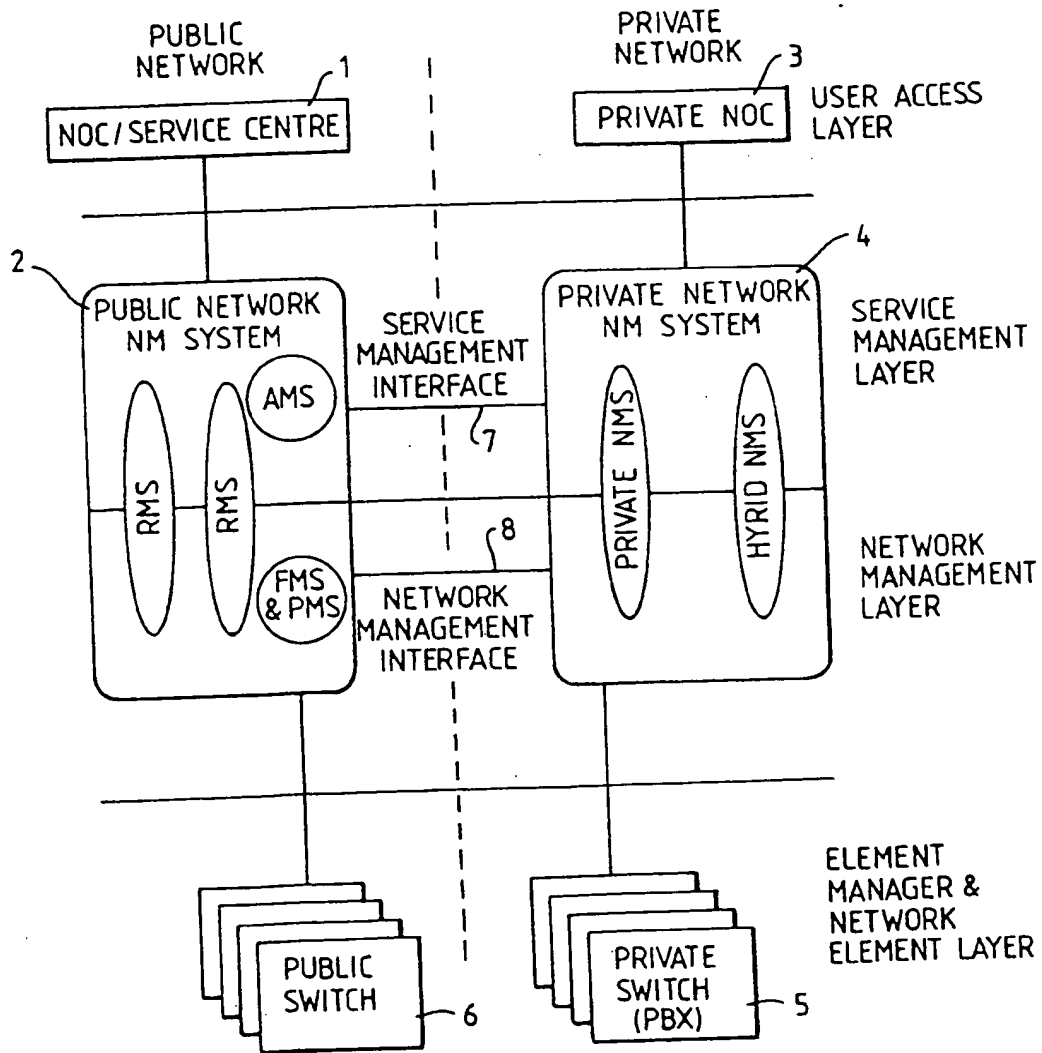 PUBLIC
NETWORK
PRIVATE
NETWORK
1
3
NOC/SERVICE CENTRE
PRIVATE NOC
USER ACCESS
LAYER
2
4
PUBLIC NETWORK
NM SYSTEM
SERVICE
MANAGEMENT
INTERFACE
PRIVATE NETWORK
NM SYSTEM
SERVICE
MANAGEMENT
LAYER
AMS
7
RMS
RMS
PRIVATE NMS
HYRID NMS
8
FMS
& PMS
NETWORK
MANAGEMENT
INTERFACE
NETWORK
MANAGEMENT
LAYER
PUBLIC
SWITCH
6
PRIVATE
SWITCH
(PBX)
5
ELEMENT
MANAGER &
NETWORK
ELEMENT LAYER